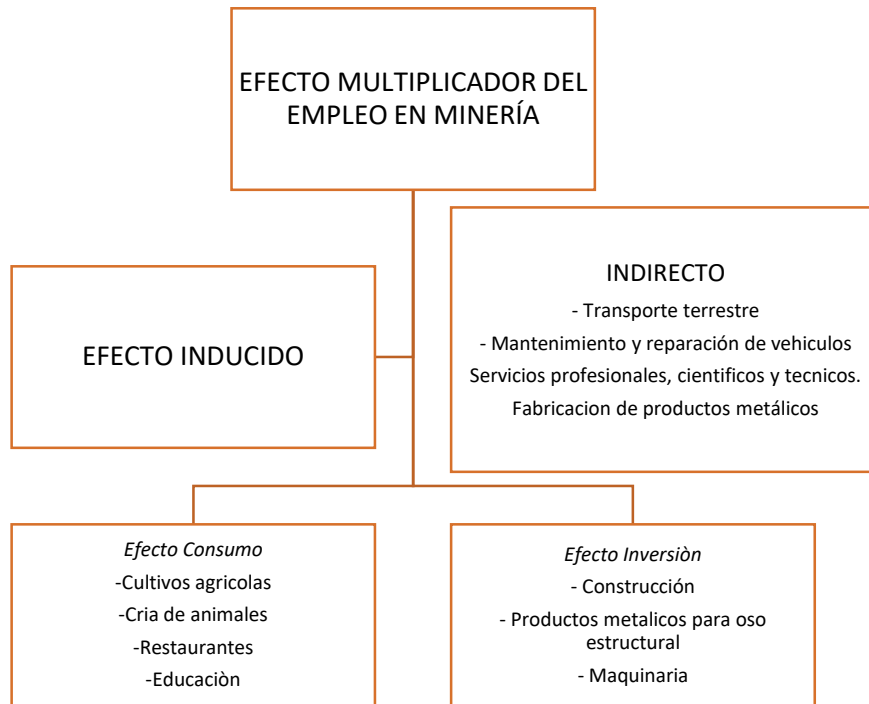 EFECTO MULTIPLICADOR DEL
EMPLEO EN MINERÍA
INDIRECTO
- Transporte terrestre
- Mantenimiento y reparación de vehiculos
Servicios profesionales, cientificos y tecnicos.
Fabricacion de productos metálicos
EFECTO INDUCIDO
Efecto Consumo
-Cultivos agricolas
-Cria de animales
-Restaurantes
-Educaciòn
Efecto Inversiòn
- Construcción
- Productos metalicos para oso
estructural
- Maquinaria